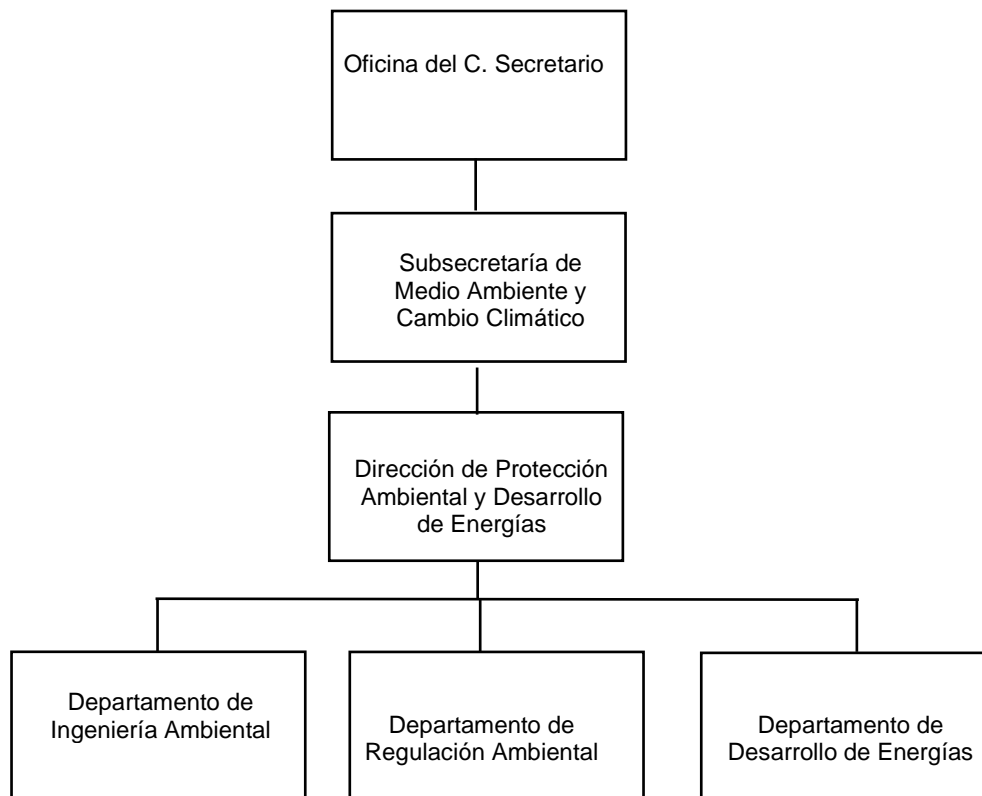 Oficina del C. Secretario
Subsecretaría de
Medio Ambiente y
Cambio Climático
Dirección de Protección
Ambiental y Desarrollo
de Energías
Departamento de
Ingeniería Ambiental
Departamento de
Regulación Ambiental
Departamento de
Desarrollo de Energías